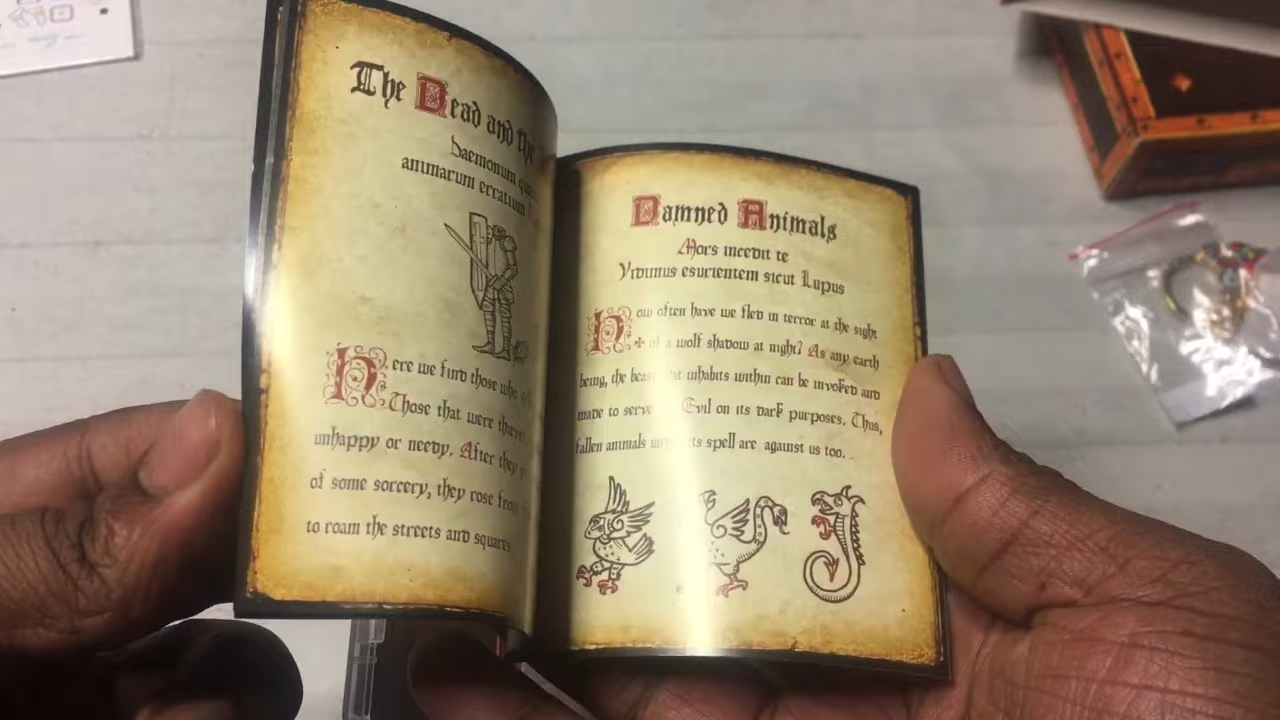 The Dead and the
Daemonum
animarum erratium
Here we find those who
Those that were
unhappy or needy. After they
of some sorcery, they rose from
to roam the streets and squares
Damned Animals
Mors incedit te
Vidimus esurientem sicut Lupus
How often have we fled in terror at the sight
of a wolf shadow at night? As any earth
being, the beast that inhabits within can be invoked and
made to serve Evil on its dark purposes. Thus,
fallen animals its spell are against us too.